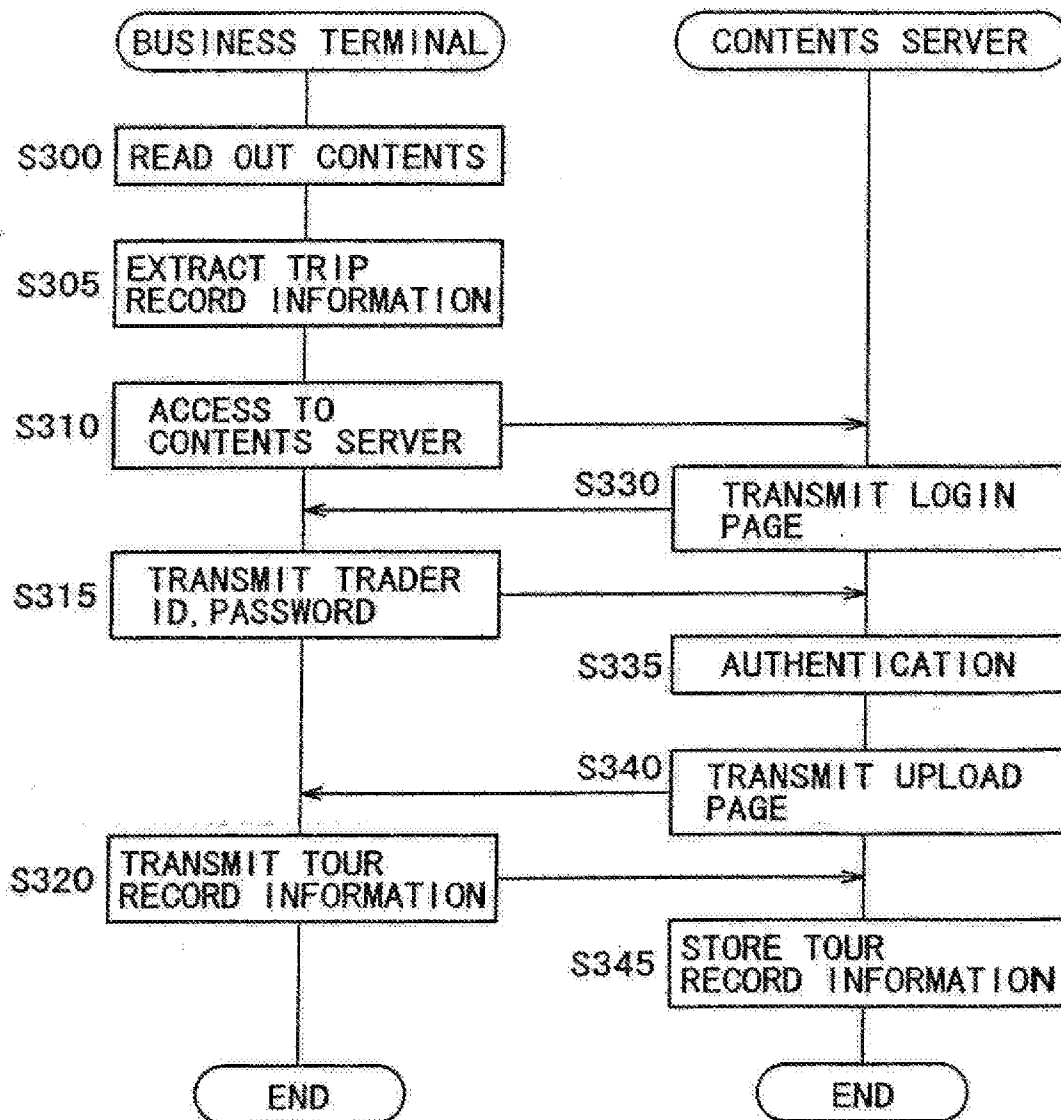 BUSINESS TERMINAL
CONTENTS SERVER
S300
READ OUT CONTENTS
S305
EXTRACT TRIP
RECORD INFORMATION
S310
ACCESS TO
CONTENTS SERVER
S330
TRANSMIT LOGIN
PAGE
S315
TRANSMIT TRADER
ID, PASSWORD
S335
AUTHENTICATION
S340
TRANSMIT UPLOAD
PAGE
S320
TRANSMIT TOUR
RECORD INFORMATION
S345
STORE TOUR
RECORD INFORMATION
END
END